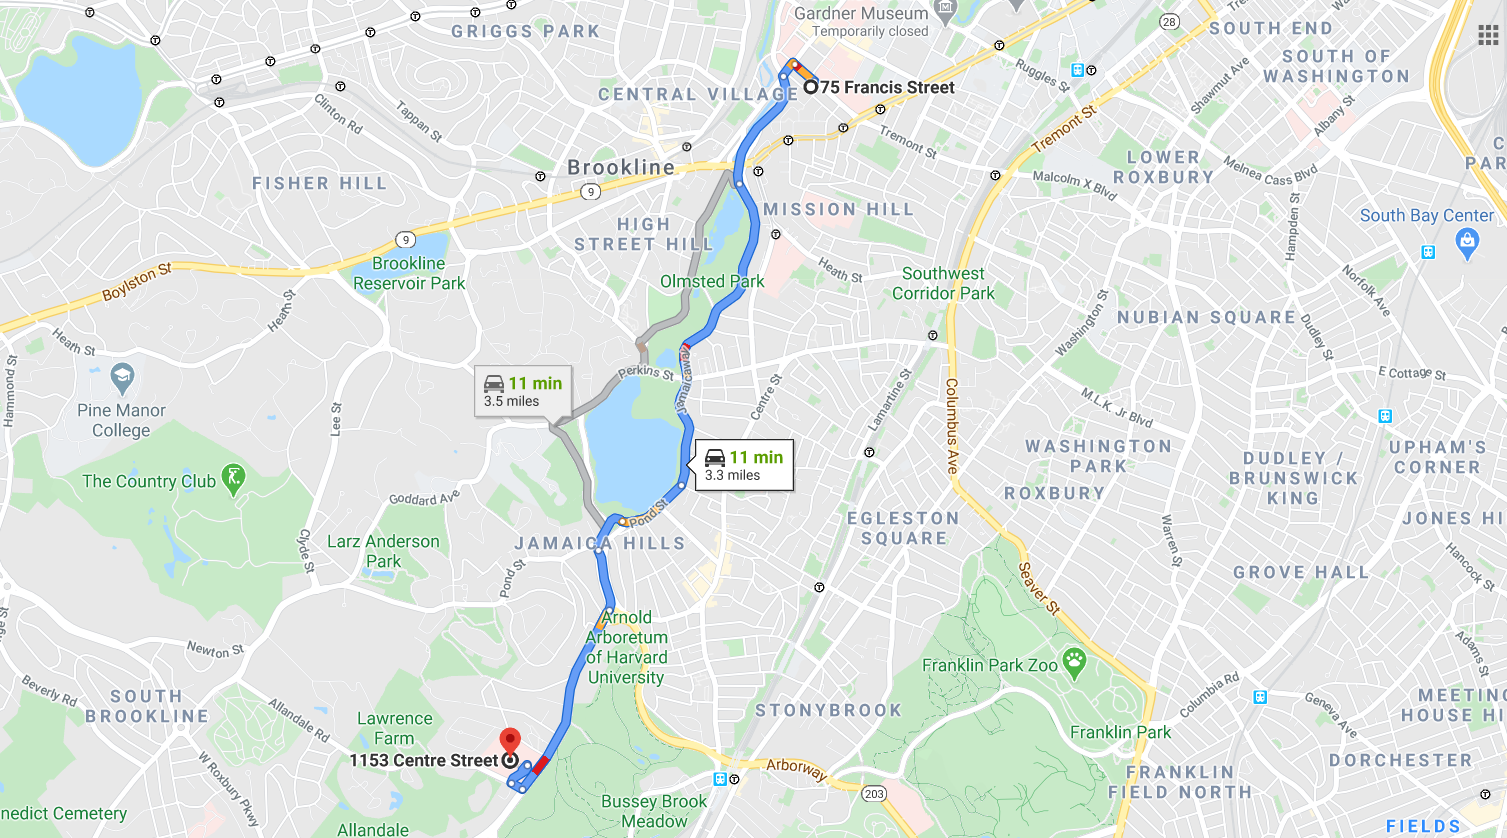 GRIGGS PARK
Gardner Museum
Temporarily closed
28
SOUTH END
SOUTH OF
WASHINGTON
Ruggles St
Shawmut Ave
Albany St
CENTRAL VILLAGE
75 Francis Street
Clinton Rd
Tappan St
Tremont St
Tremont St
Brookline
9
FISHER HILL
LOWER
ROXBURY
Melnea Cass Blvd
Malcolm X Blvd
Hampden St
MISSION HILL
HIGH
STREET HILL
9
South Bay Center
Brookline
Reservoir Park
Boylston St
Heath St
Olmsted Park
Heath St
Southwest
Corridor Park
Washington St
Norfolk Ave
NUBIAN SQUARE
Dudley St
Heath St
Hammond St
Perkins St
Jamaicaway
11 min
3.5 miles
Pine Manor
College
Lee St
Centre St
Lamartine St
Columbus Ave
E Cottage St
M.L.K. Jr Blvd
WASHINGTON
PARK
UPHAM'S
CORNER
DUDLEY /
BRUNSWICK
KING
11 min
3.3 miles
The Country Club
Goddard Ave
ROXBURY
Pond St
EGLESTON
SQUARE
JONES HI
Warren St
Clyde St
Larz Anderson
Park
JAMAICA HILLS
Pond St
Hancock St
GROVE HALL
Seaver St
Arnold
Arboretum
of Harvard
University
Newton St
Adams St
Franklin Park Zoo
Beverly Rd
SOUTH
BROOKLINE
Allandale Rd
Columbia Rd
Geneva Ave
MEETING
HOUSE HI
Lawrence
Farm
STONYBROOK
Franklin Park
1153 Centre Street
W Roxbury Pkwy
Arborway
203
DORCHESTER
FRANKLIN
FIELD NORTH
Bussey Brook
Meadow
nedict Cemetery
Allandale
FIELDS